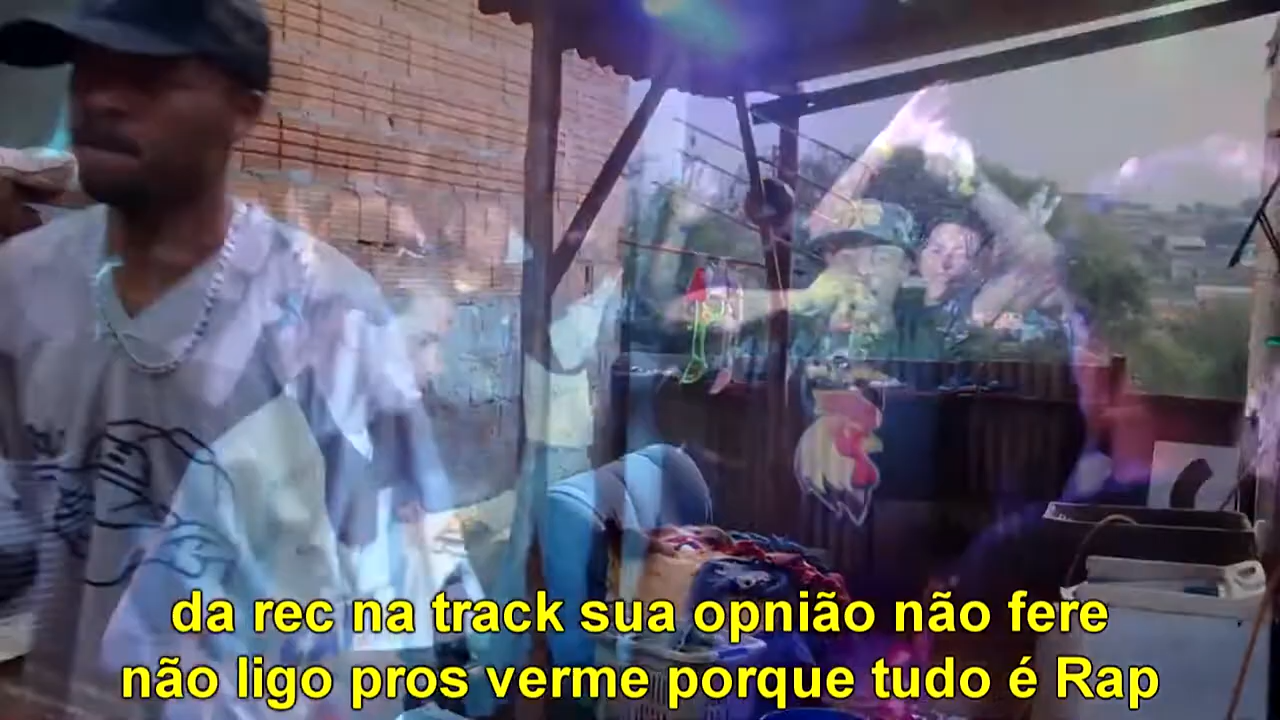 da rec na track sua opnião não fere
não ligo pros verme porque tudo é Rap